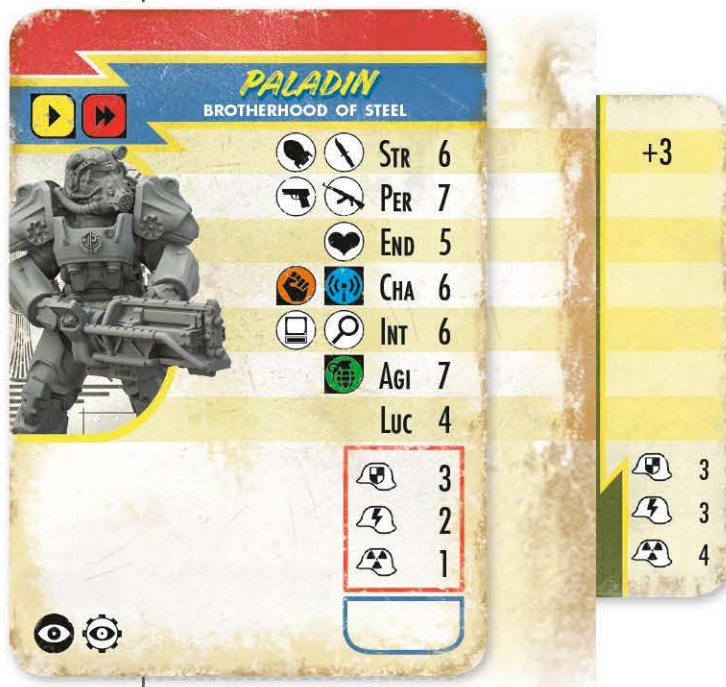 PALADIN
BROTHERHOOD OF STEEL
STR 6 +3
PER 7
END 5
CHA 6
INT 6
AGI 7
LUC 4
3 3
2 3
1 4